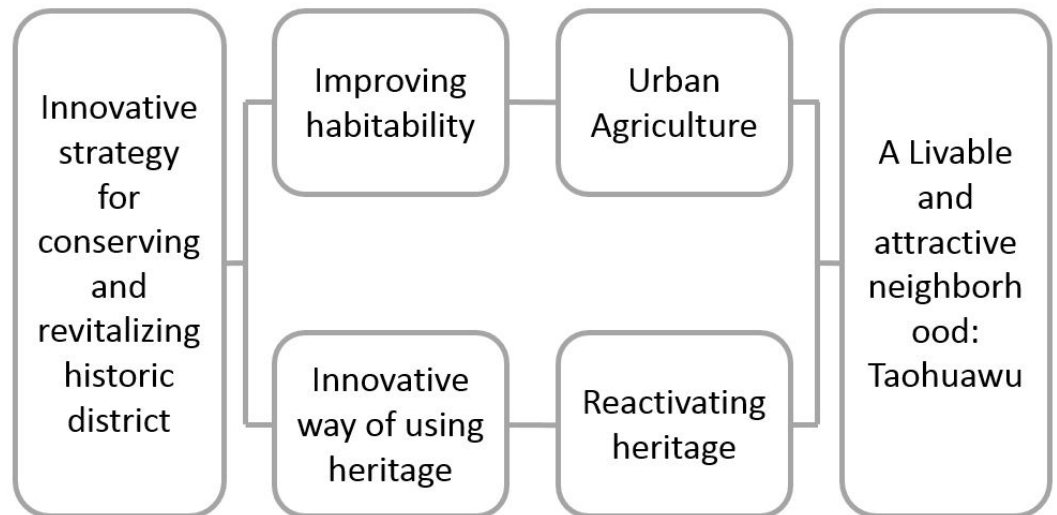 Innovative
strategy
for
conserving
and
revitalizing
historic
district
Improving
habitability
Urban
Agriculture
Innovative
way of using
heritage
Reactivating
heritage
A Livable
and
attractive
neighborh
ood:
Taohuawu